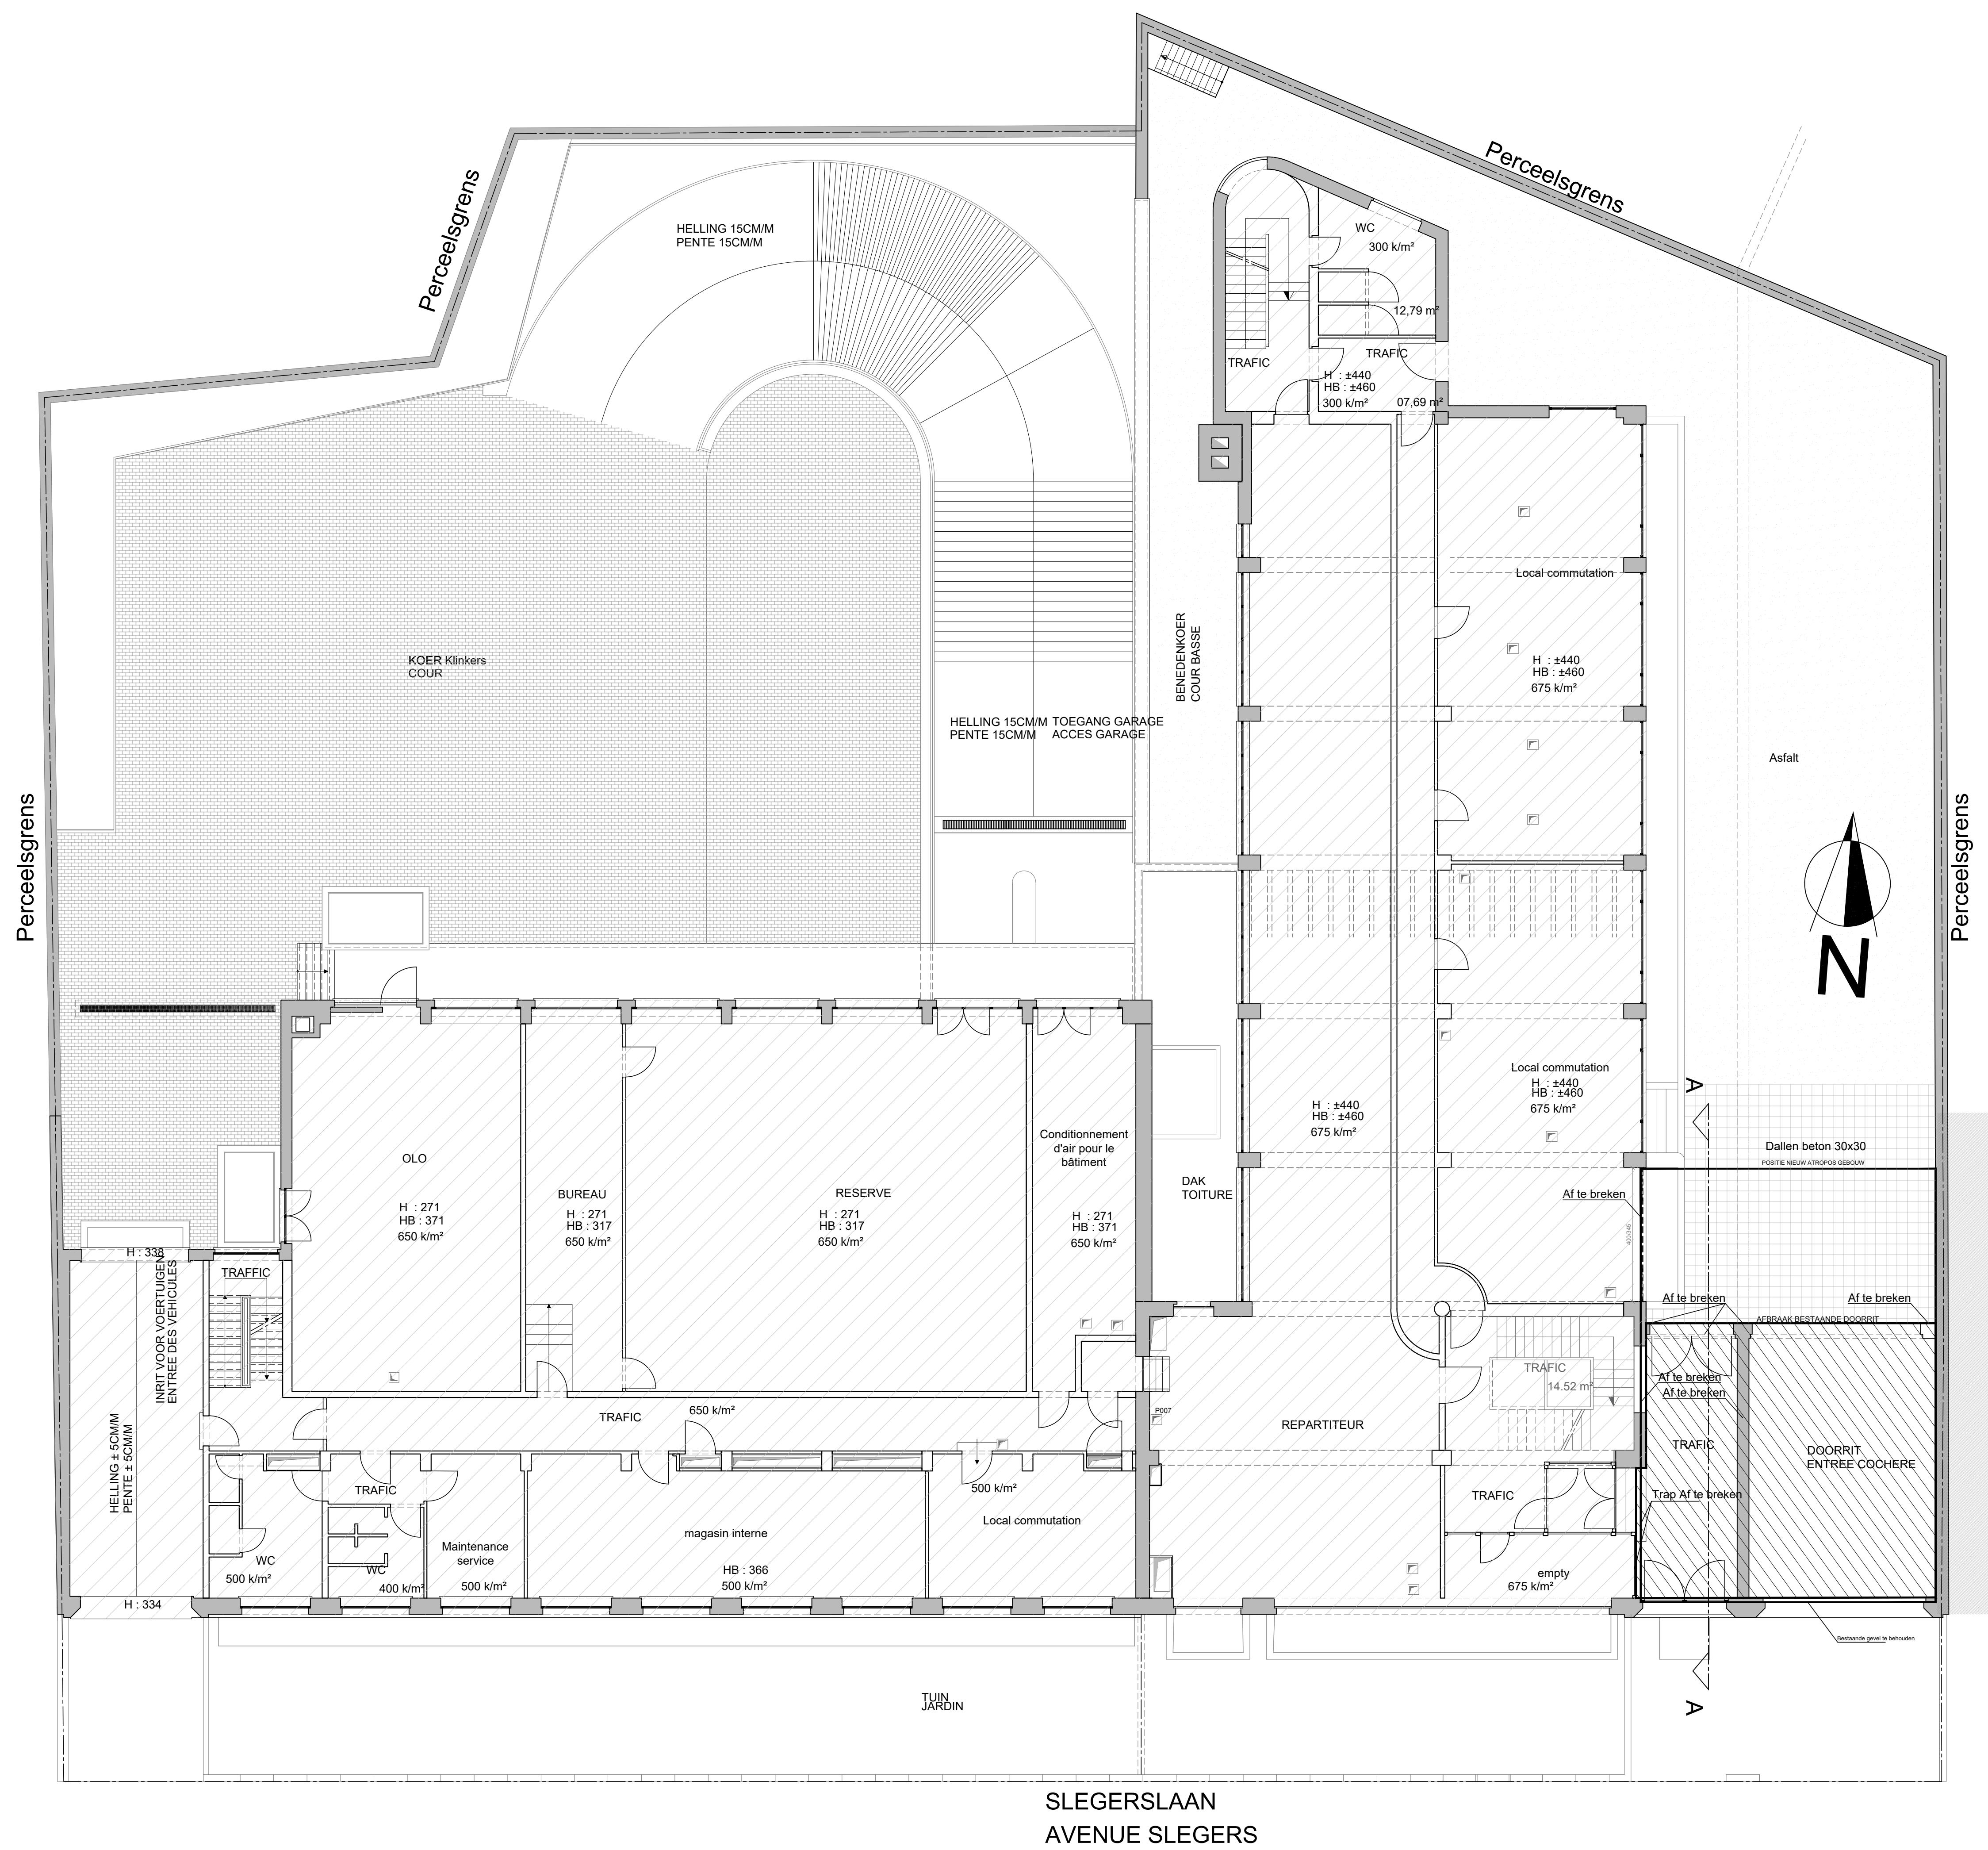 Perceelsgrens
Perceelsgrens
HELLING 15CM/M
PENTE 15CM/M
WC
300 k/m²
12,79 m²
TRAFIC
TRAFIC
H : ±440
HB : ±460
300 k/m²
07,69 m²
Local commutation
H : ±440
HB : ±460
675 k/m²
BENEDENKOER
COUR BASSE
KOER Klinkers
COUR
HELLING 15CM/M
PENTE 15CM/M
TOEGANG GARAGE
ACCES GARAGE
Asfalt
Perceelsgrens
Perceelsgrens
N
Local commutation
H : ±440
HB : ±460
675 k/m²
H : ±440
HB : ±460
675 k/m²
A
Dallen beton 30x30
POSITIE NIEUW ATROPOS GEBOUW
Conditionnement
d'air pour le
bâtiment
H : 271
HB : 371
650 k/m²
OLO
H : 271
HB : 371
650 k/m²
BUREAU
H : 271
HB : 317
650 k/m²
RESERVE
H : 271
HB : 317
650 k/m²
DAK
TOITURE
Af te breken
400/345
H : 338
INRIT VOOR VOERTUIGEN
ENTREE DES VEHICULES
TRAFFIC
Af te breken
Af te breken
AFBRAAK BESTAANDE DOORRIT
TRAFIC
14.52 m²
Af te breken
Af te breken
HELLING ± 5CM/M
PENTE ± 5CM/M
TRAFIC
650 k/m²
P007
REPARTITEUR
TRAFIC
DOORRIT
ENTREE COCHERE
TRAFIC
500 k/m²
TRAFIC
Trap Af te breken
Local commutation
magasin interne
HB : 366
500 k/m²
Maintenance
service
500 k/m²
WC
500 k/m²
WC
400 k/m²
empty
675 k/m²
H : 334
Bestaande gevel te behouden
TUIN
JARDIN
A
SLEGERSLAAN
AVENUE SLEGERS